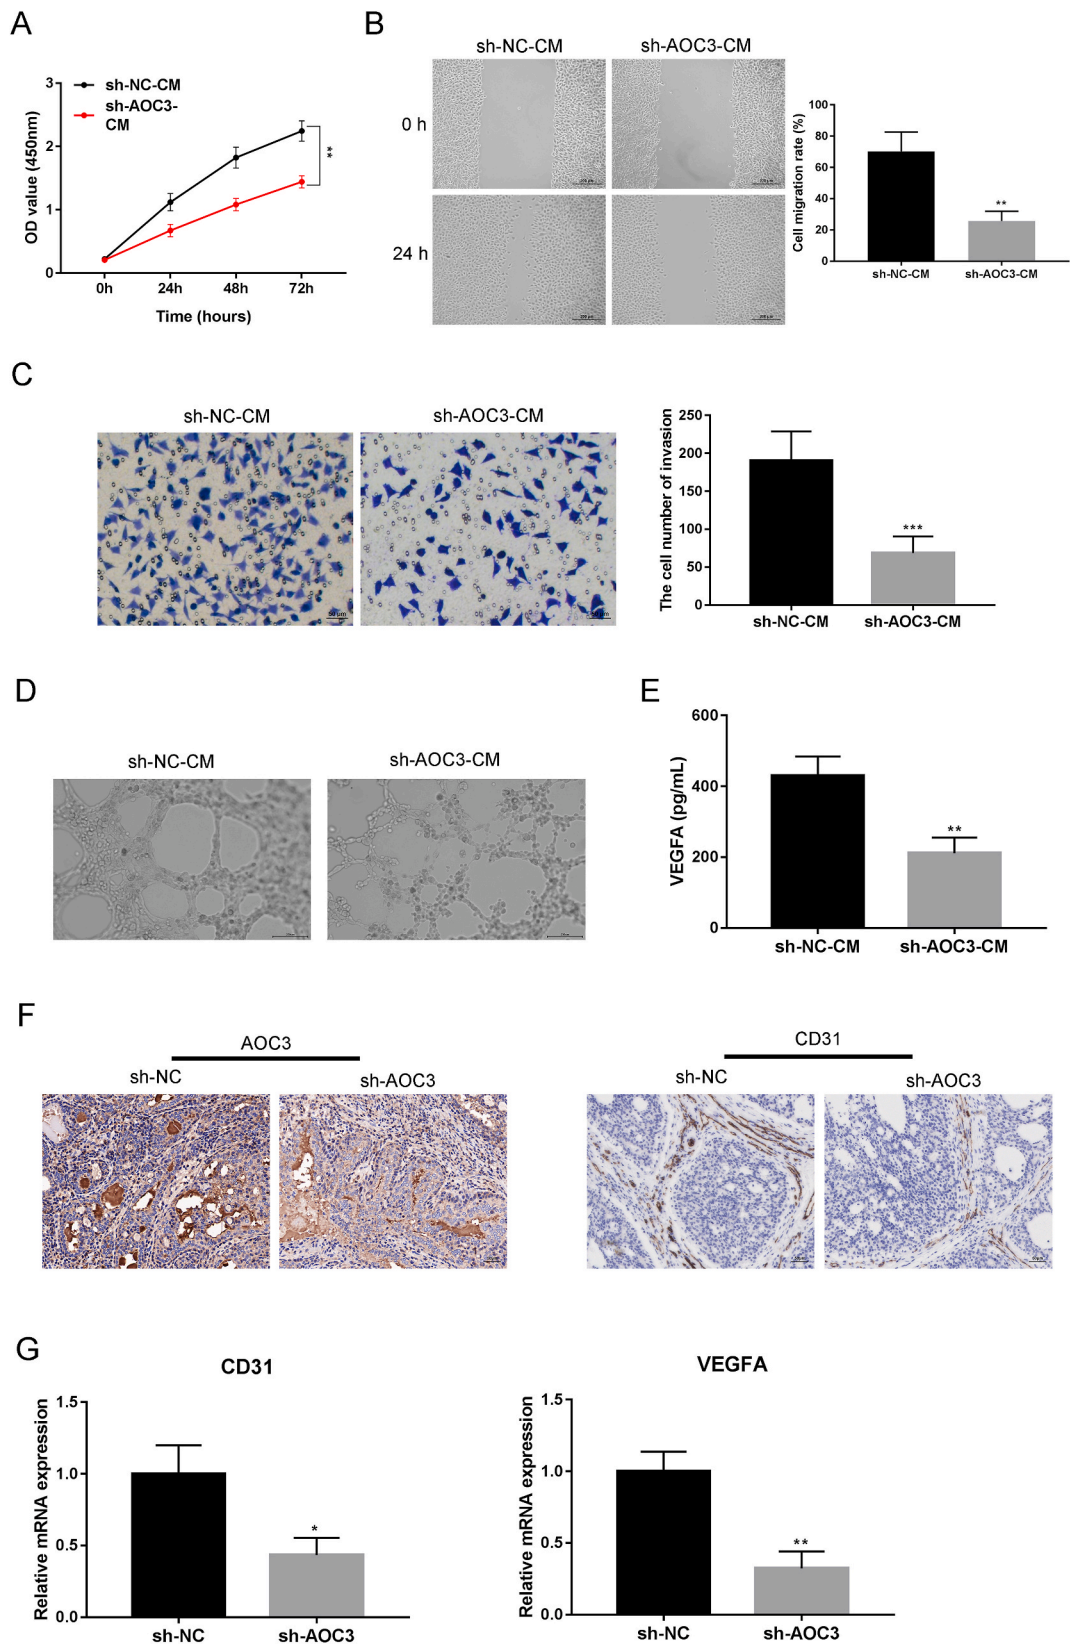 A
sh-NC-CM
sh-AOC3-
CM
OD value (450nm)
3
2
1
0
**
0h 24h 48h 72h
Time (hours)
B
sh-NC-CM sh-AOC3-CM
0 h
24 h
Cell migration rate (%)
100
80
60
40
20
0
**
sh-NC-CM sh-AOC3-CM
C
sh-NC-CM sh-AOC3-CM
50 μm
The cell number of invasion
250
200
150
100
50
0
***
sh-NC-CM sh-AOC3-CM
D
sh-NC-CM sh-AOC3-CM
E
VEGFA (pg/mL)
600
400
200
0
**
sh-NC-CM sh-AOC3-CM
F
AOC3
sh-NC sh-AOC3
CD31
sh-NC sh-AOC3
G
CD31
Relative mRNA expression
1.5
1.0
0.5
0.0
*
sh-NC sh-AOC3
VEGFA
Relative mRNA expression
1.5
1.0
0.5
0.0
**
sh-NC sh-AOC3